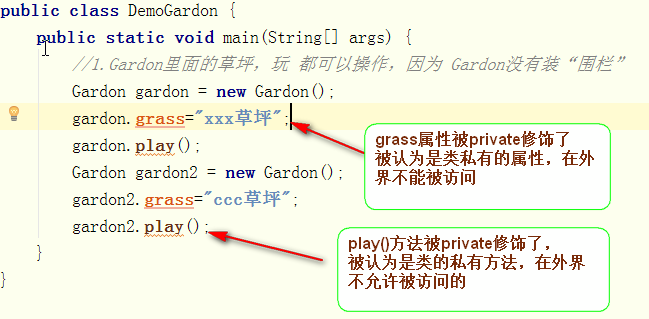 public class DemoGardon {
public static void main(String[] args) {
//1.Gardon里面的草坪，玩 都可以操作，因为 Gardon没有装“围栏”
Gardon gardon = new Gardon();
gardon.grass="xxx草坪";
gardon.play();
Gardon gardon2 = new Gardon();
gardon2.grass="ccc草坪";
gardon2.play();
}
}
grass属性被private修饰了
被认为是类私有的属性，在外
界不能被访问
play()方法被private修饰了，
被认为是类的私有方法，在外界
不允许被访问的